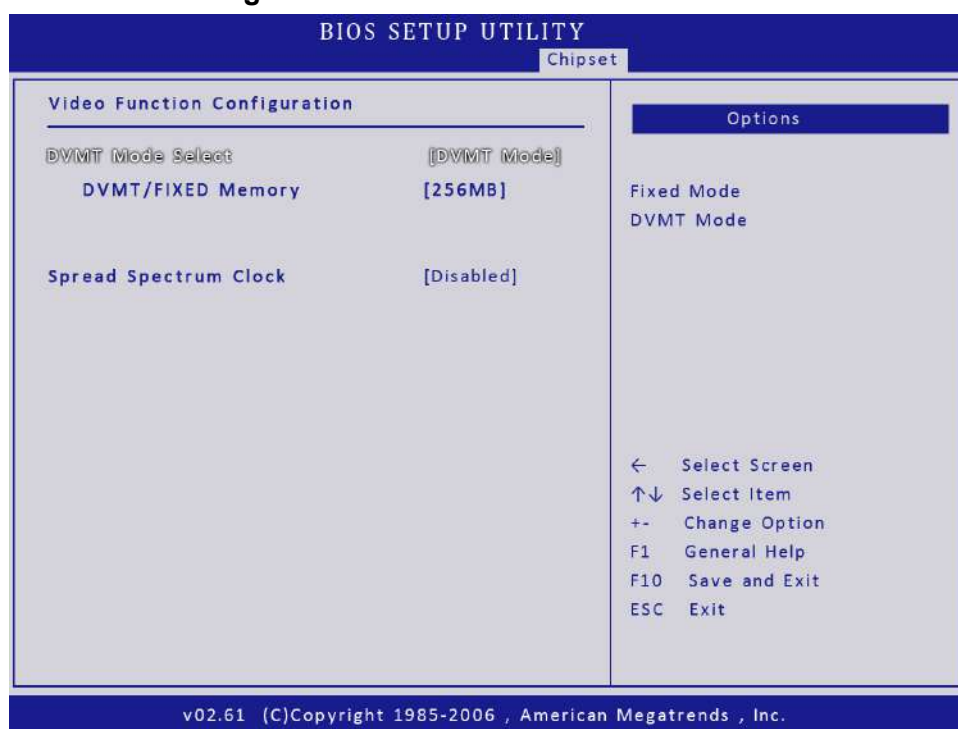 BIOS SETUP UTILITY
Chipset
Video Function Configuration
DVMT Mode Select [DVMT Mode]
DVMT/FIXED Memory [256MB]
Spread Spectrum Clock [Disabled]
Options
Fixed Mode
DVMT Mode
← Select Screen
↑↓ Select Item
+- Change Option
F1 General Help
F10 Save and Exit
ESC Exit
v02.61 (C)Copyright 1985-2006 , American Megatrends , Inc.